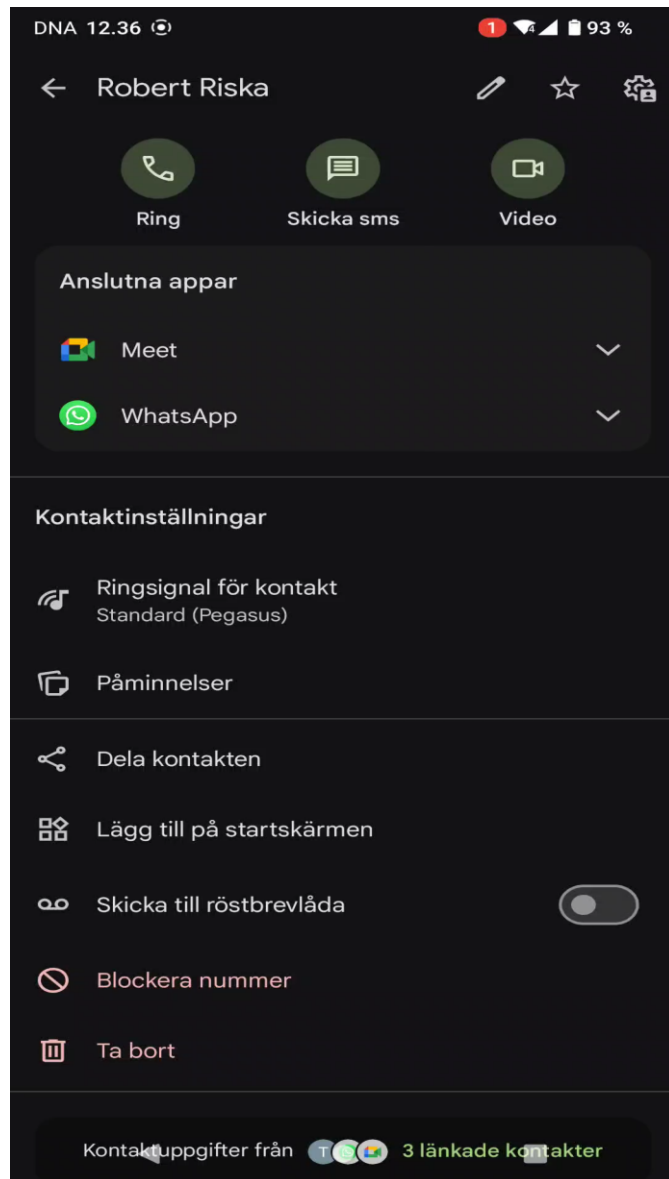 DNA 12.36 1 4 93 %
Robert Riska
Ring Skicka sms Video
Anslutna appar
Meet
WhatsApp
Kontaktinställningar
Ringsignal för kontakt
Standard (Pegasus)
Påminnelser
Dela kontakten
Lägg till på startskärmen
Skicka till röstbrevlåda
Blockera nummer
Ta bort
Kontaktuppgifter från T 3 länkade kontakter